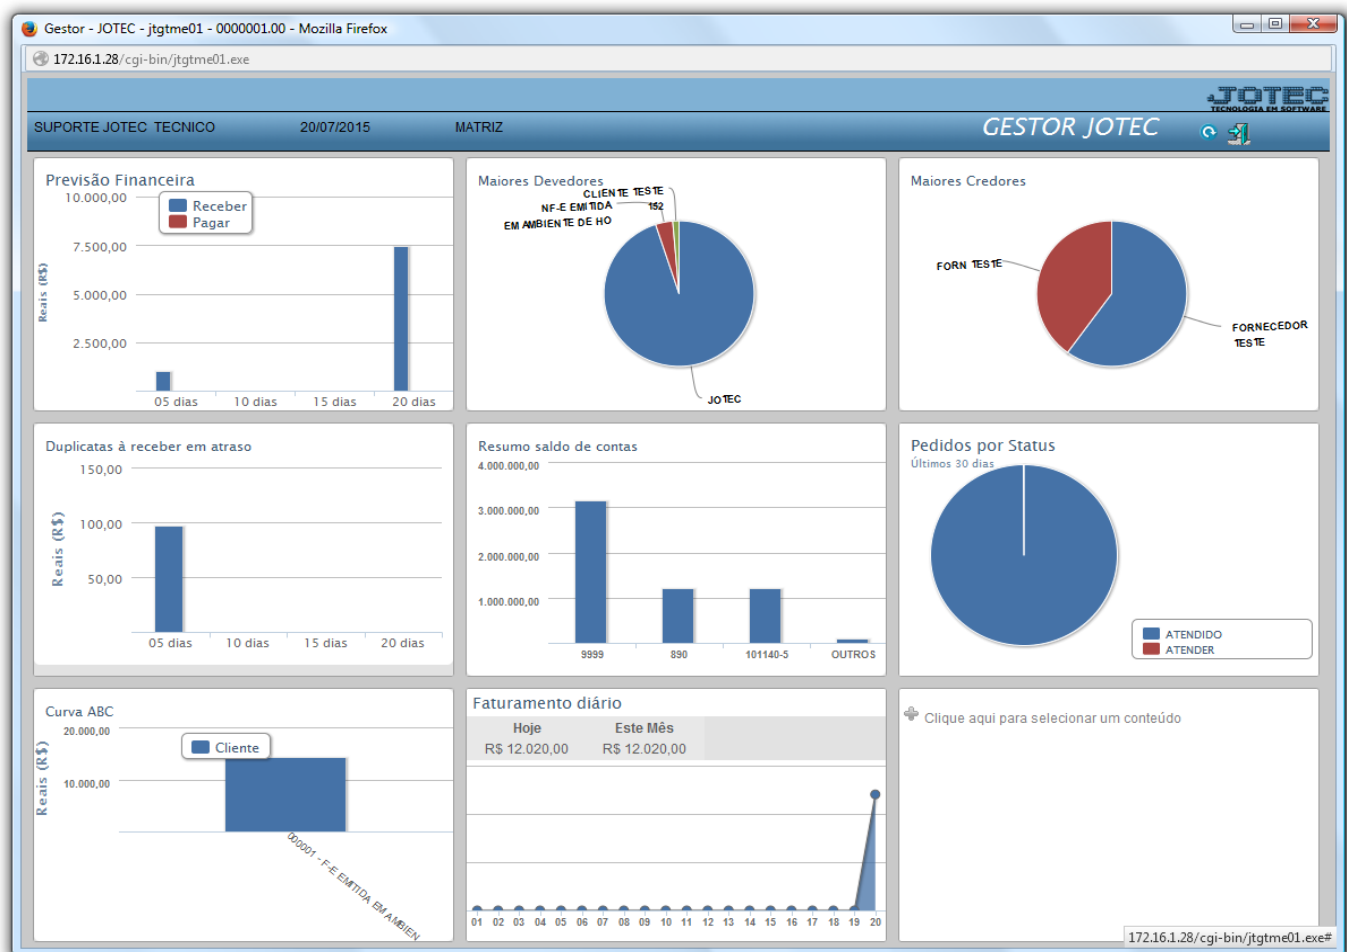 Gestor - JOTEC - jtgtme01 - 0000001.00 - Mozilla Firefox
172.16.1.28/cgi-bin/jtgtme01.exe
JOTEC
TECNOLOGIA EM SOFTWARE
SUPORTE JOTEC TECNICO 20/07/2015 MATRIZ GESTOR JOTEC
Previsão Financeira
Receber
Pagar
Reais (R$)
10.000,00
7.500,00
5.000,00
2.500,00
05 dias 10 dias 15 dias 20 dias
Maiores Devedores
CLIENTE TESTE
152
NF-E EMITIDA
EM AMBIENTE DE HO
JOTEC
Maiores Credores
FORN TESTE
FORNECEDOR
TESTE
Duplicatas à receber em atraso
Reais (R$)
150,00
100,00
50,00
05 dias 10 dias 15 dias 20 dias
Resumo saldo de contas
4.000.000,00
3.000.000,00
2.000.000,00
1.000.000,00
9999 890 101140-5 OUTROS
Pedidos por Status
Últimos 30 dias
ATENDIDO
ATENDER
Curva ABC
Cliente
Reais (R$)
20.000,00
10.000,00
000001 - F-E EMITIDA EM AMBIEN
Faturamento diário
Hoje Este Mês
R$ 12.020,00 R$ 12.020,00
01 02 03 04 05 06 07 08 09 10 11 12 13 14 15 16 17 18 19 20
Clique aqui para selecionar um conteúdo
172.16.1.28/cgi-bin/jtgtme01.exe#